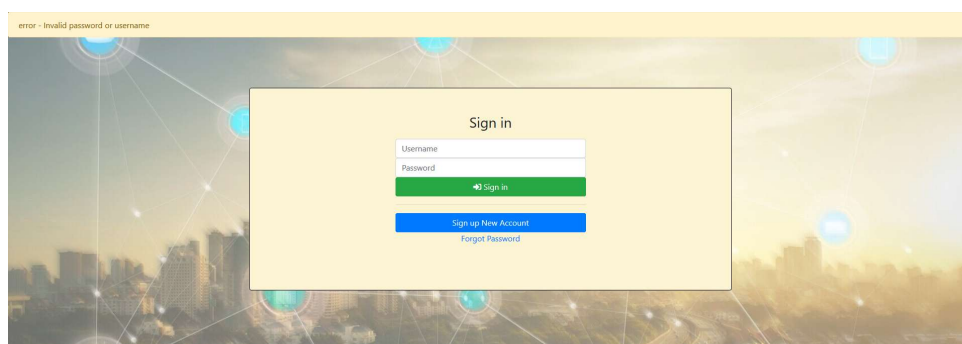 error - Invalid password or username
Sign in
Username
Password
Sign in
Sign up New Account
Forgot Password